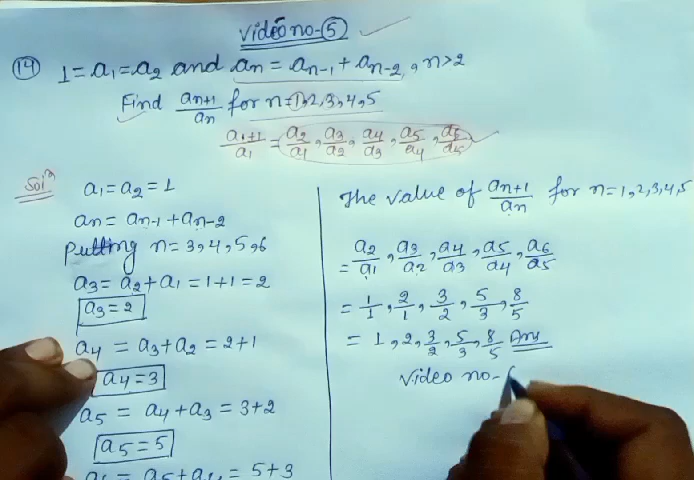 Video no-5
14 1=a₁=a₂ and an = an-1 + an-2, n>2
Find an+1/an for n=1,2,3,4,5
a1+1/a1 = a2/a1, a3/a2, a4/a3, a5/a4, a6/a5
Solⁿ a₁=a₂=1
an= an-1+an-2
Putting n=3,4,5,6
a3=a2+a1=1+1=2
a3=2
a4 = a3+a2=2+1
a4=3
a5 = a4+a3=3+2
a5=5
= 5+3
The value of an+1/an for n=1,2,3,4,5
= a2/a1, a3/a2, a4/a3, a5/a4, a6/a5
= 1/1, 2/1, 3/2, 5/3, 8/5
= 1, 2, 3/2, 5/3, 8/5 Ans
Video no-